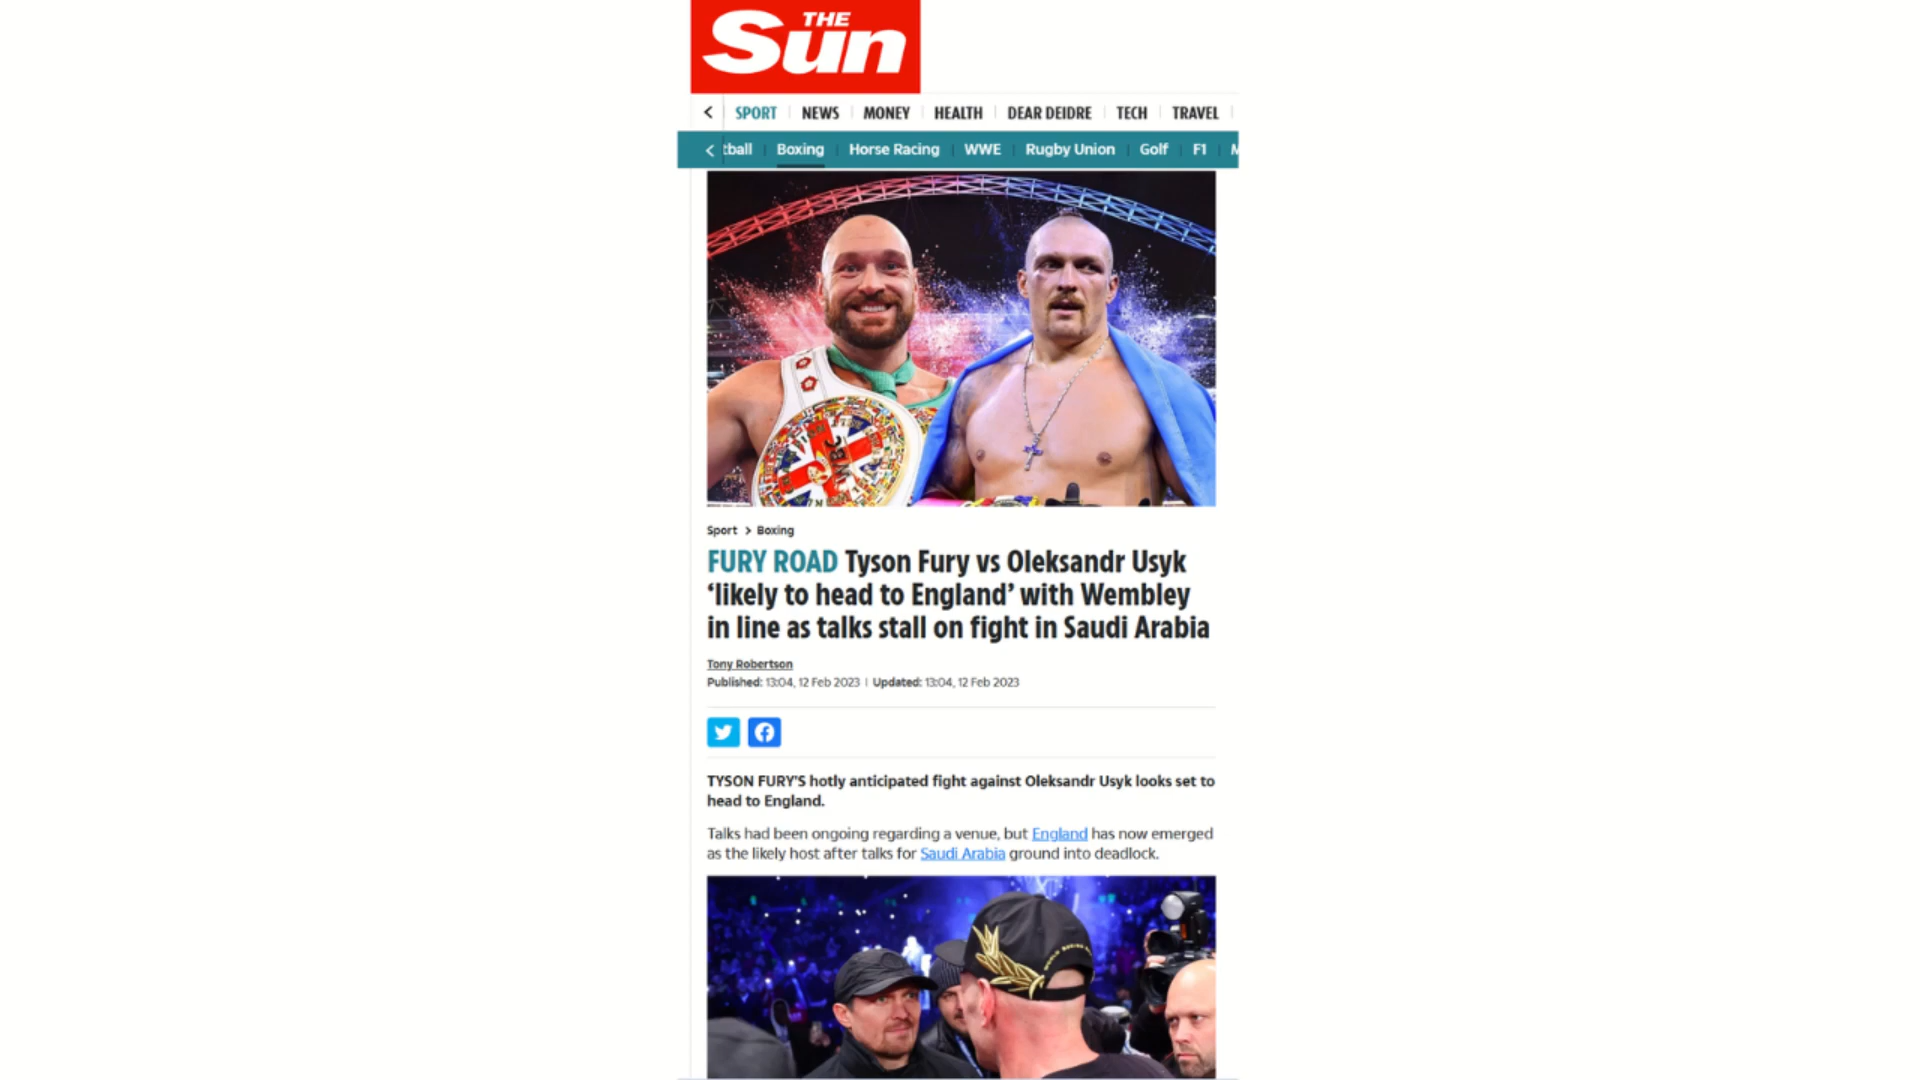 THE
Sun
SPORT NEWS MONEY HEALTH DEAR DEIDRE TECH TRAVEL
tball Boxing Horse Racing WWE Rugby Union Golf F1 M
WBC
Sport > Boxing
FURY ROAD Tyson Fury vs Oleksandr Usyk
‘likely to head to England’ with Wembley
in line as talks stall on fight in Saudi Arabia
Tony Robertson
Published: 13:04, 12 Feb 2023 | Updated: 13:04, 12 Feb 2023
TYSON FURY'S hotly anticipated fight against Oleksandr Usyk looks set to
head to England.
Talks had been ongoing regarding a venue, but England has now emerged
as the likely host after talks for Saudi Arabia ground into deadlock.
WORLD BOXING